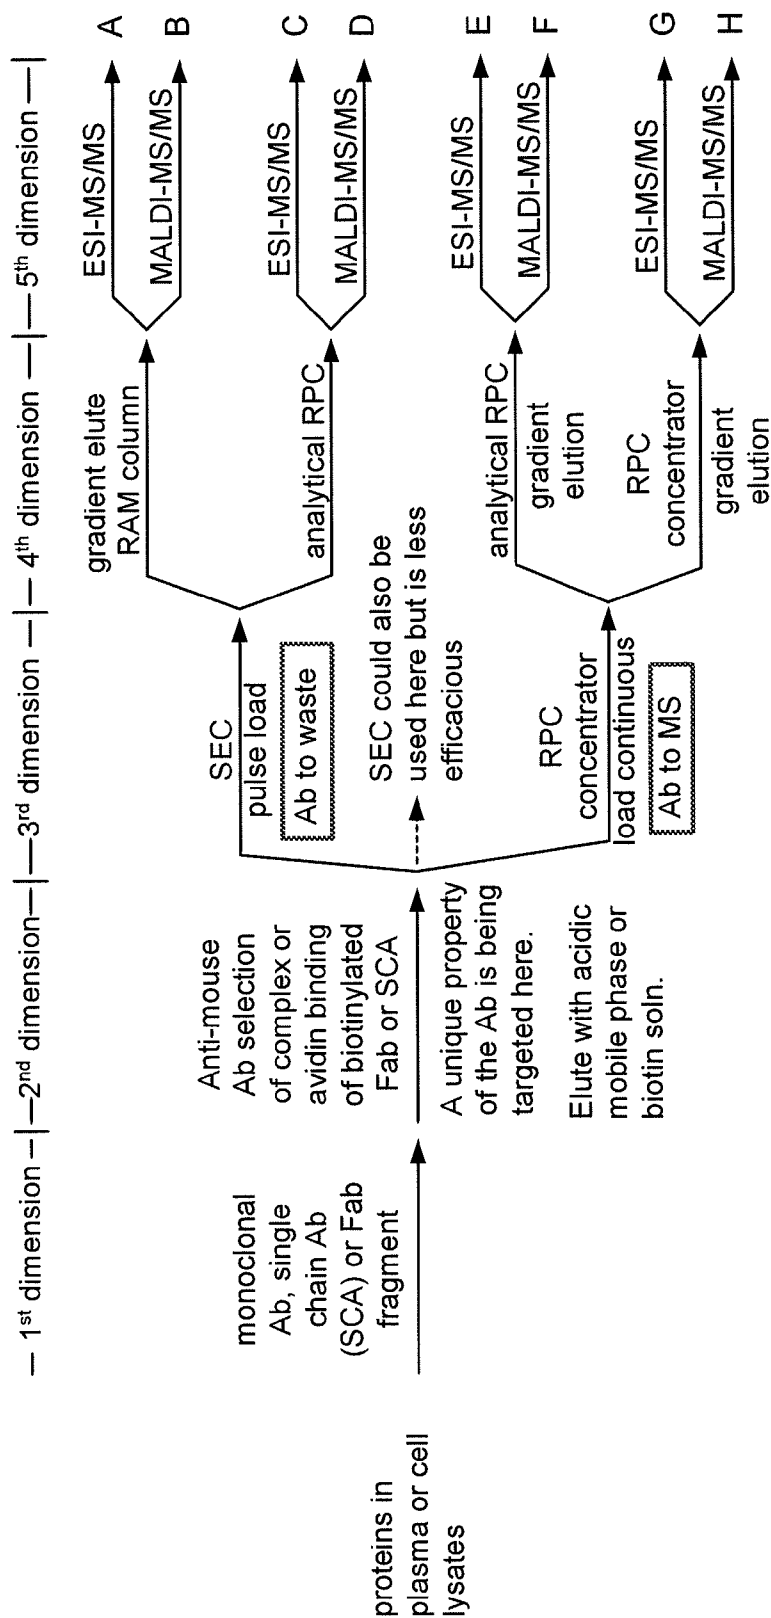 — 1st dimension —|—2nd dimension—|—3rd dimension —|— 4th dimension —|— 5th dimension —|
proteins in
plasma or cell
lysates
monoclonal
Ab, single
chain Ab
(SCA) or Fab
fragment
Anti-mouse
Ab selection
of complex or
avidin binding
of biotinylated
Fab or SCA
A unique property
of the Ab is being
targeted here.
Elute with acidic
mobile phase or
biotin soln.
SEC
pulse load
Ab to waste
SEC could also be
used here but is less
efficacious
RPC
concentrator
load continuous
Ab to MS
gradient elute
RAM column
analytical RPC
analytical RPC
gradient
elution
RPC
concentrator
gradient
elution
ESI-MS/MS A
MALDI-MS/MS B
ESI-MS/MS C
MALDI-MS/MS D
ESI-MS/MS E
MALDI-MS/MS F
ESI-MS/MS G
MALDI-MS/MS H